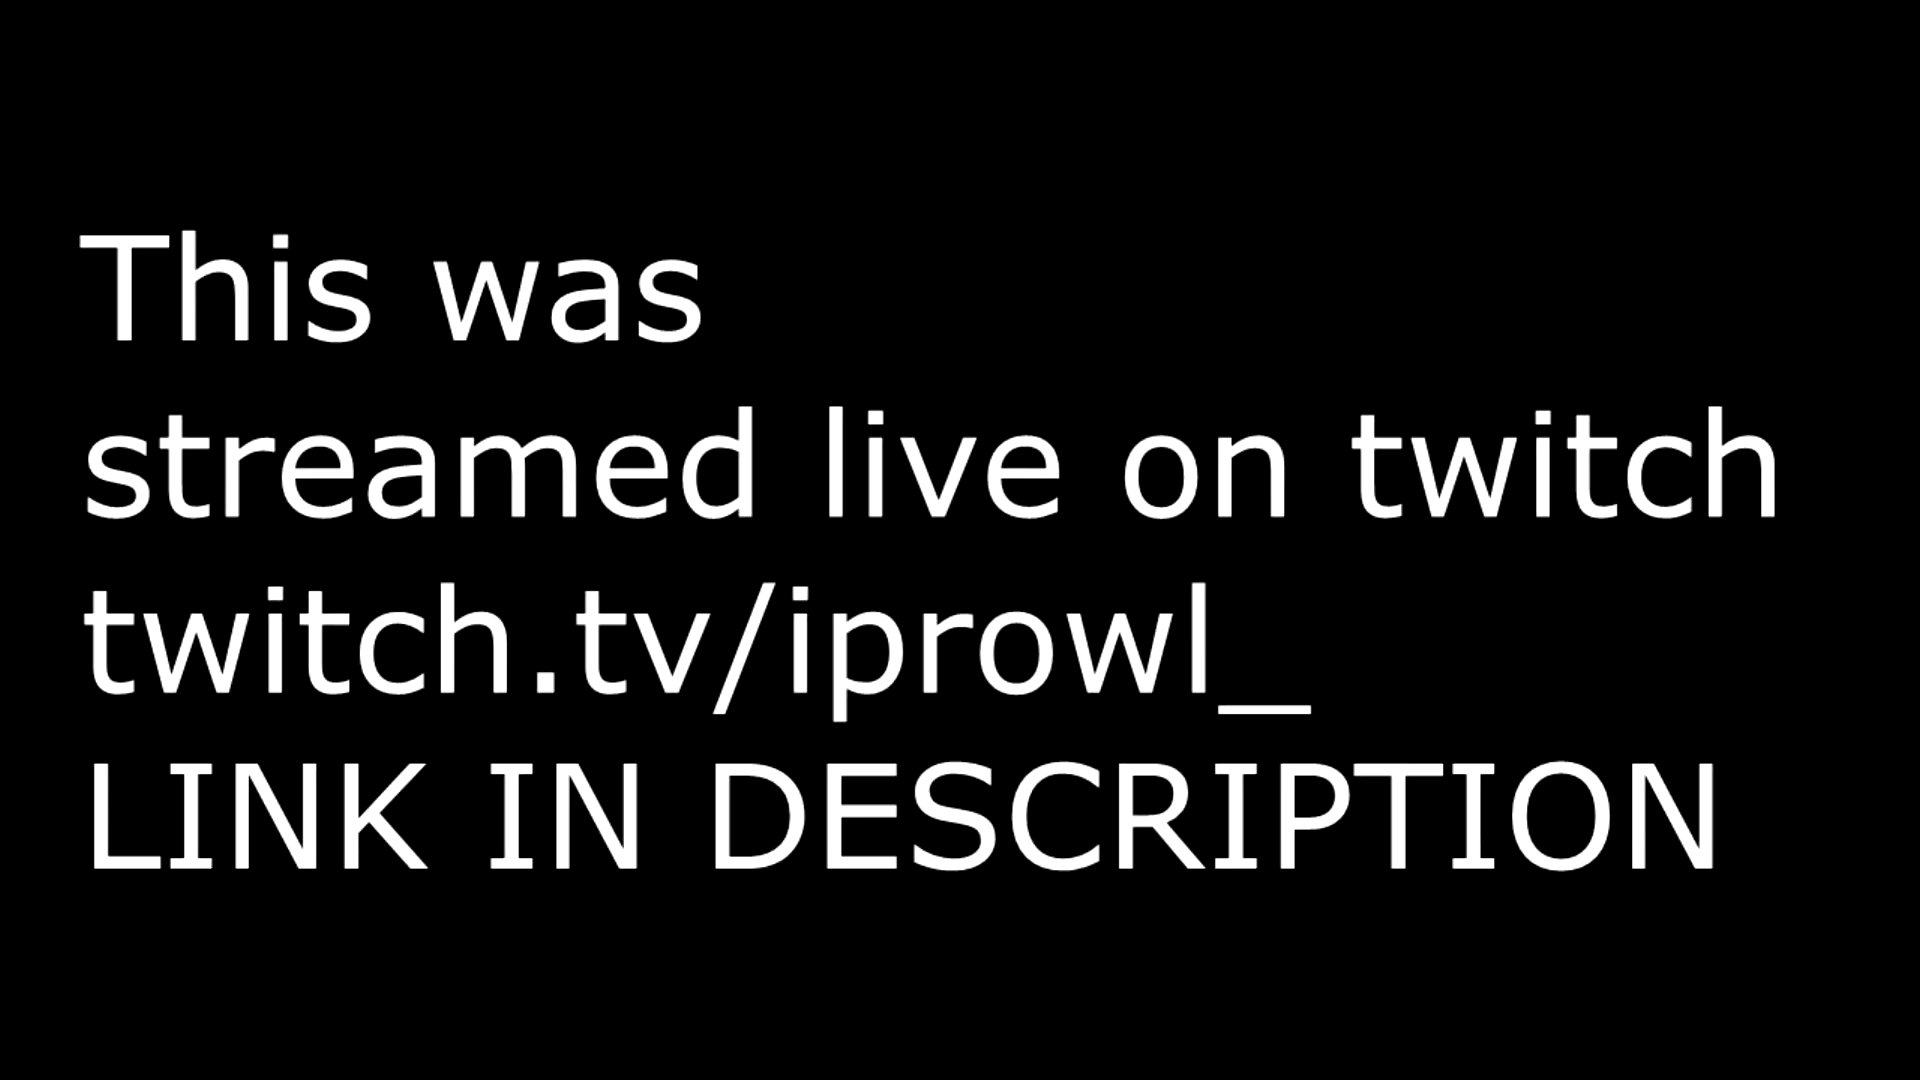 This was
streamed live on twitch
twitch.tv/iprowl_
LINK IN DESCRIPTION